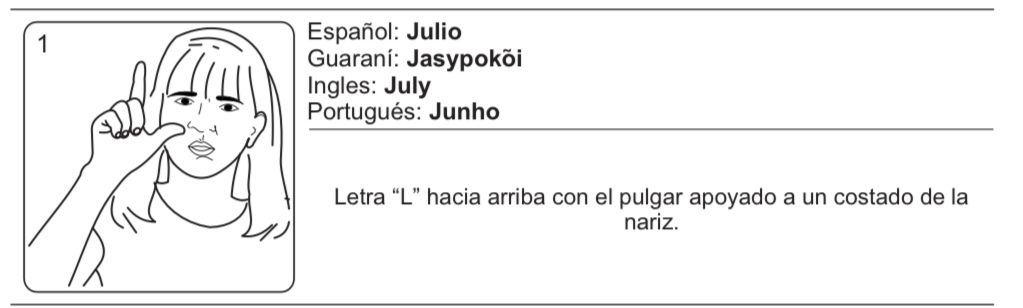 1
Español: Julio
Guaraní: Jasypokõi
Ingles: July
Portugués: Junho
Letra “L” hacia arriba con el pulgar apoyado a un costado de la
nariz.